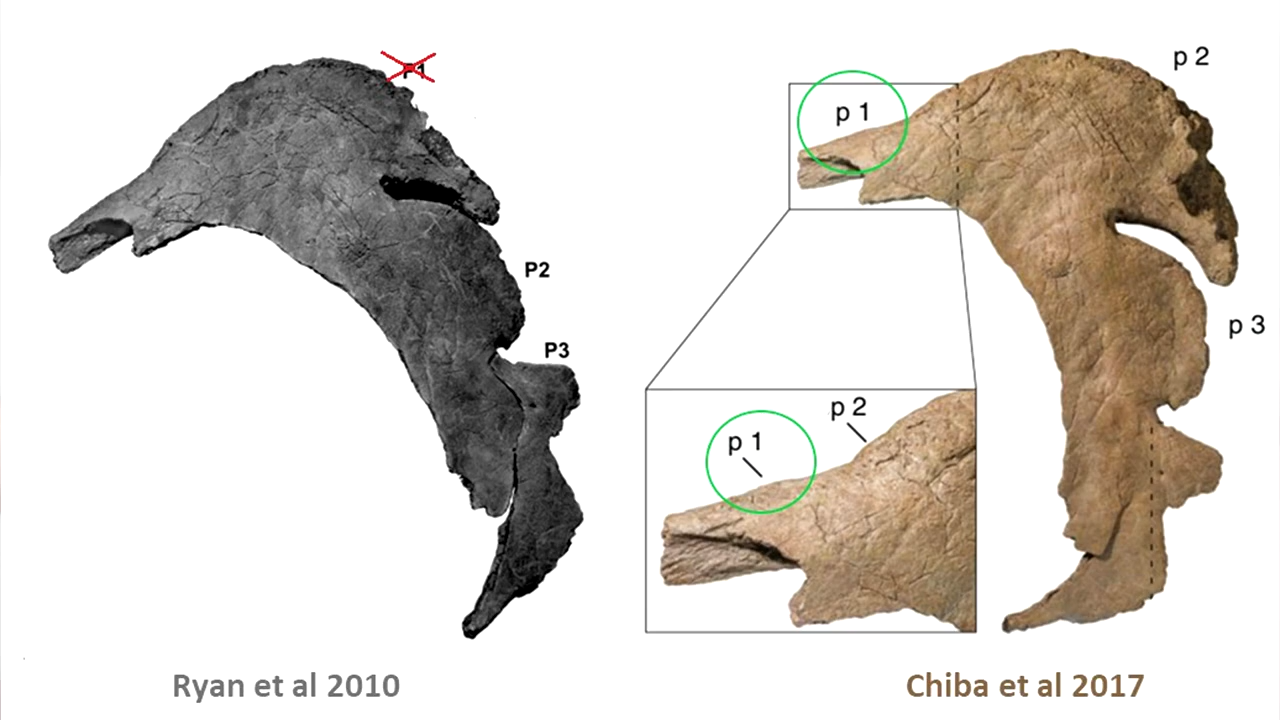 P1
P2
P3
p 1
p 2
p 3
p 1
p 2
Ryan et al 2010
Chiba et al 2017